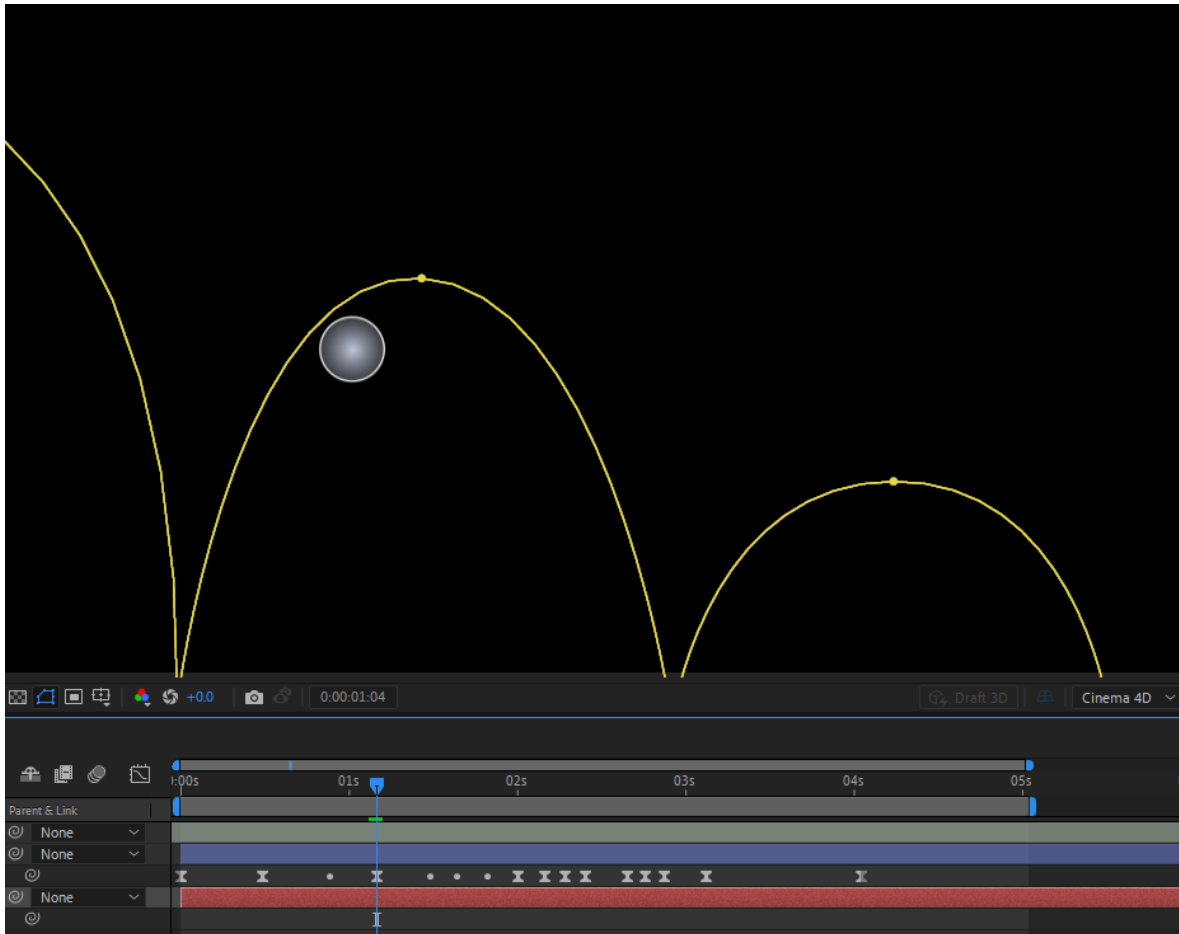 +0.0 0:00:01:04 Draft 3D Cinema 4D
:00s 01s 02s 03s 04s 05s
Parent & Link
None
None
None